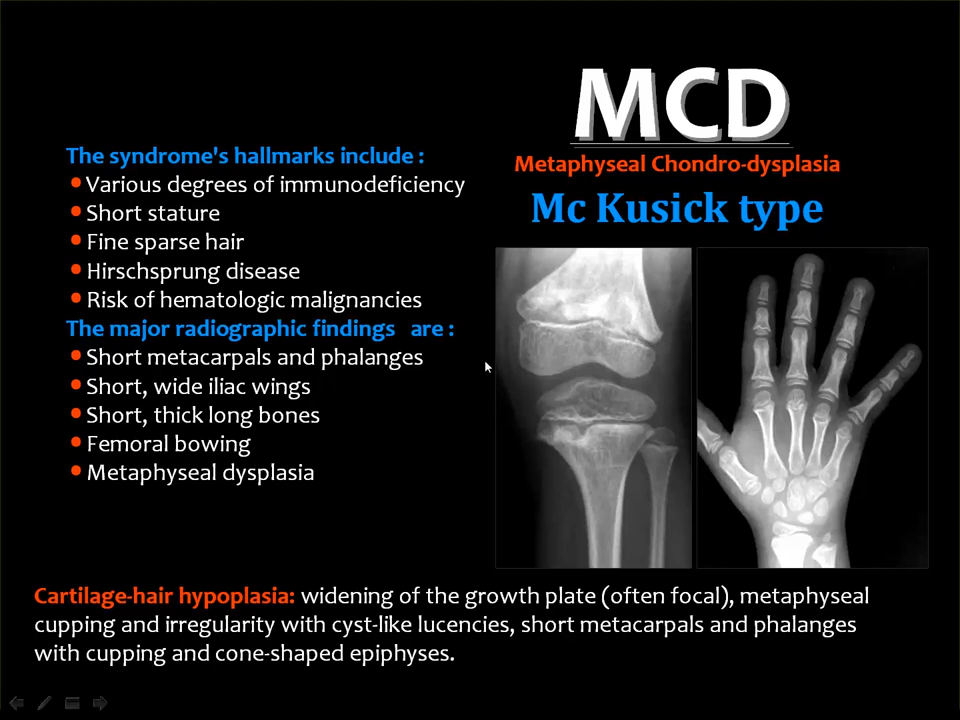 MCD
Metaphyseal Chondro-dysplasia
Mc Kusick type
The syndrome's hallmarks include :
• Various degrees of immunodeficiency
• Short stature
• Fine sparse hair
• Hirschsprung disease
• Risk of hematologic malignancies
The major radiographic findings are :
• Short metacarpals and phalanges
• Short, wide iliac wings
• Short, thick long bones
• Femoral bowing
• Metaphyseal dysplasia
Cartilage-hair hypoplasia: widening of the growth plate (often focal), metaphyseal
cupping and irregularity with cyst-like lucencies, short metacarpals and phalanges
with cupping and cone-shaped epiphyses.